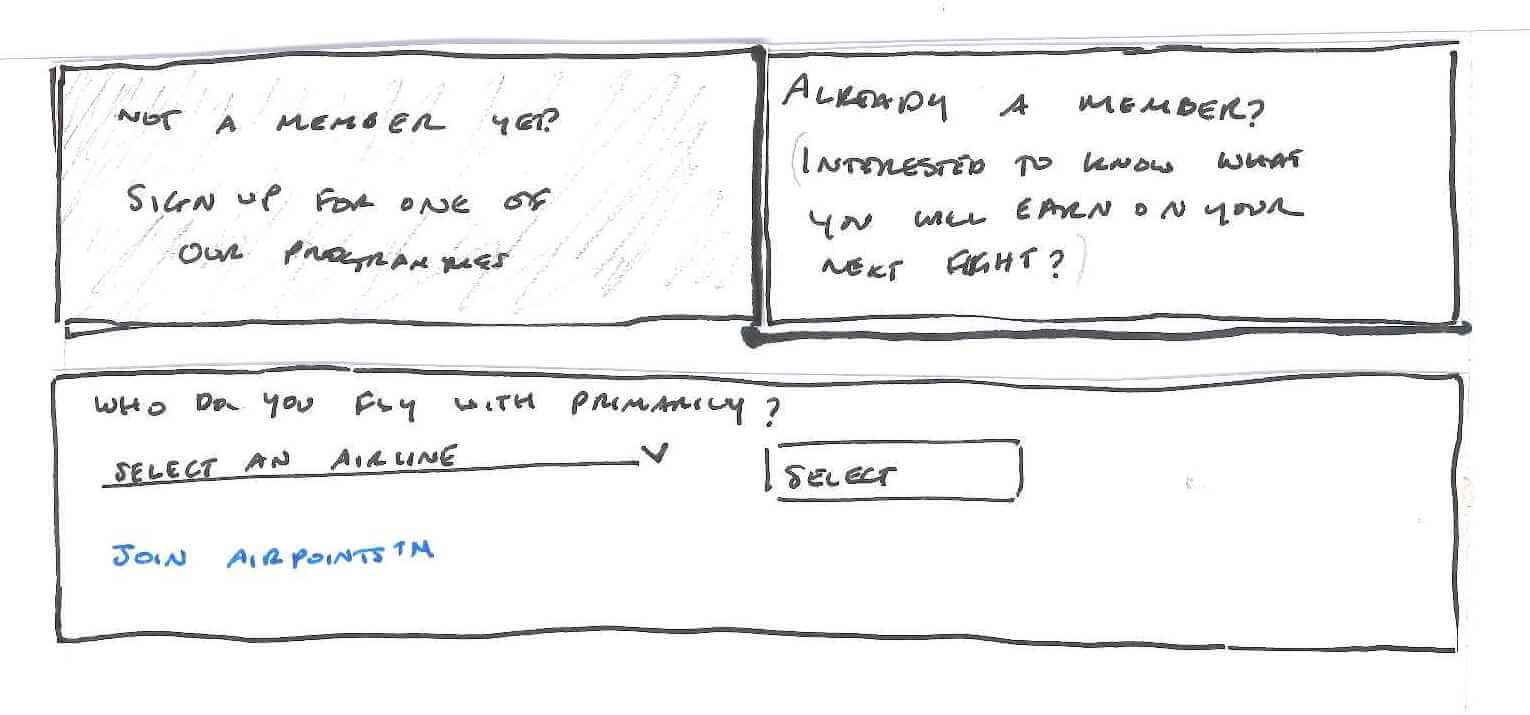 NOT A MEMBER YET?
SIGN UP FOR ONE OF
OUR PROGRAMMES
ALREADY A MEMBER?
(INTERESTED TO KNOW WHAT
YOU WILL EARN ON YOUR
NEXT FLIGHT?)
WHO DO YOU FLY WITH PRIMARILY?
SELECT AN AIRLINE
SELECT
JOIN AIRPOINTS™